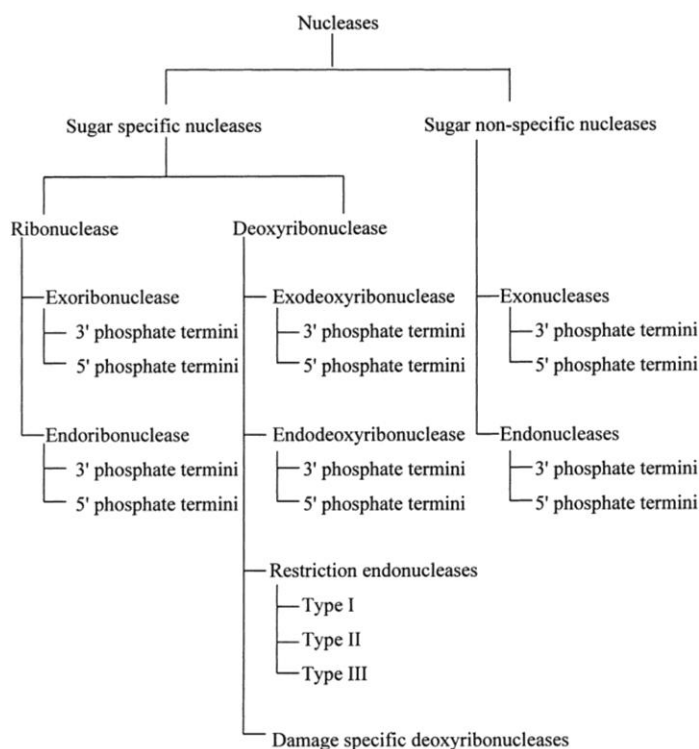 Nucleases
Sugar specific nucleases
Sugar non-specific nucleases
Ribonuclease
Deoxyribonuclease
Exoribonuclease
Exodeoxyribonuclease
Exonucleases
3' phosphate termini
3' phosphate termini
3' phosphate termini
5' phosphate termini
5' phosphate termini
5' phosphate termini
Endoribonuclease
Endodeoxyribonuclease
Endonucleases
3' phosphate termini
3' phosphate termini
3' phosphate termini
5' phosphate termini
5' phosphate termini
5' phosphate termini
Restriction endonucleases
Type I
Type II
Type III
Damage specific deoxyribonucleases